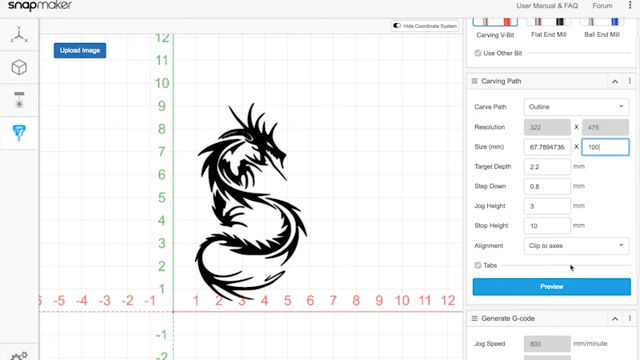 snapmaker
User Manual & FAQ Forum
Hide Coordinate System
Upload Image
Carving V-Bit Flat End Mill Ball End Mill
Use Other Bit
Carving Path
Carve Path Outline
Resolution 322 X 475
Size (mm) 67.7894736 X 100
Target Depth 2.2 mm
Step Down 0.8 mm
Jog Height 3 mm
Stop Height 10 mm
Alignment Clip to axes
Tabs
Preview
Generate G-code
Jog Speed 800 mm/minute
12
11
10
9
8
7
6
5
4
3
2
1
-5 -4 -3 -2 -1 1 2 3 4 5 6 7 8 9 10 11 12
-1
-2